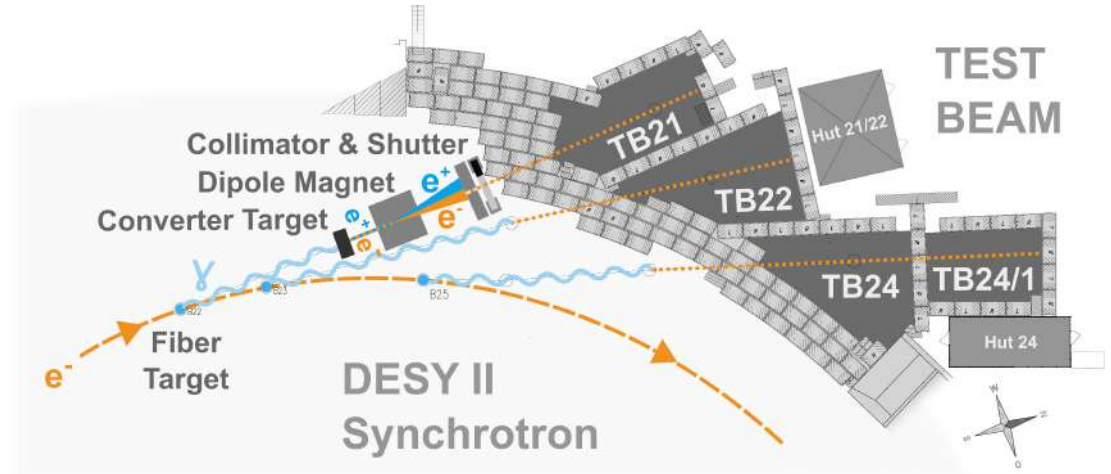 TEST
BEAM
Hut 21/22
TB21
Collimator & Shutter
Dipole Magnet
Converter Target
e+
e-
e+
e-
TB22
γ
TB24
TB24/1
B22
B23
B25
Fiber
Target
e-
Hut 24
DESY II
Synchrotron
W
N
S
O